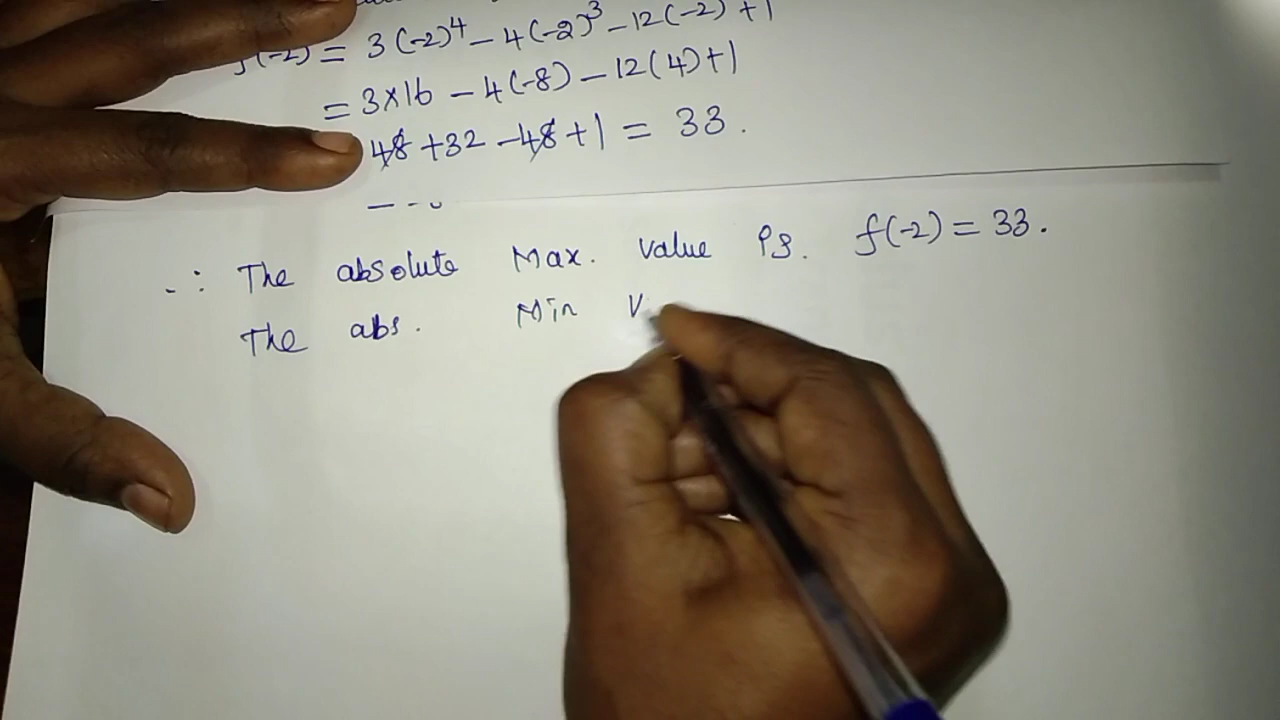 f(-2) = 3(-2)⁴ - 4(-2)³ - 12(-2) + 1
= 3×16 - 4(-8) - 12(4)+1
48 +32 -48 +1 = 33.
∴ The absolute Max. Value is. f(-2) = 33.
The abs. Min V